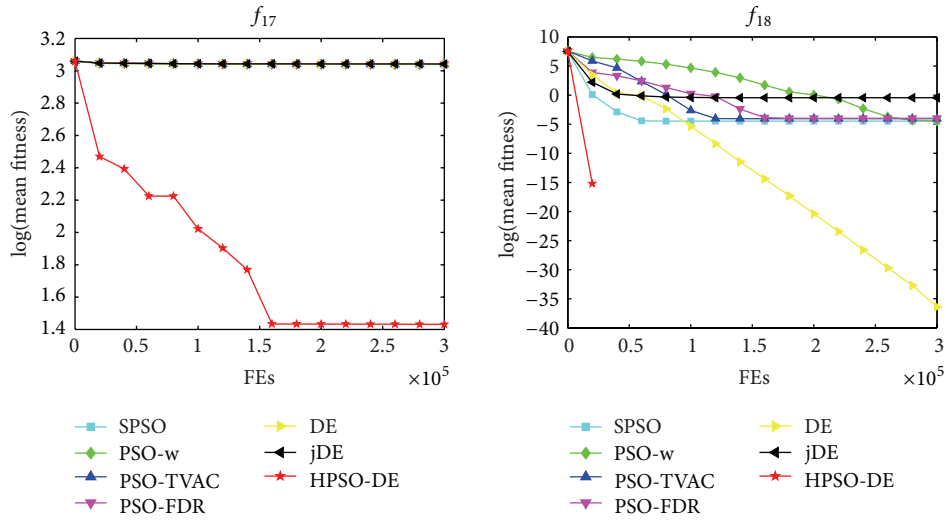 f17
3.2
3
2.8
2.6
2.4
2.2
2
1.8
1.6
1.4
log(mean fitness)
0 0.5 1 1.5 2 2.5 3
FEs ×10^5
SPSO
PSO-w
PSO-TVAC
PSO-FDR
DE
jDE
HPSO-DE
f18
10
5
0
−5
−10
−15
−20
−25
−30
−35
−40
log(mean fitness)
0 0.5 1 1.5 2 2.5 3
FEs ×10^5
SPSO
PSO-w
PSO-TVAC
PSO-FDR
DE
jDE
HPSO-DE